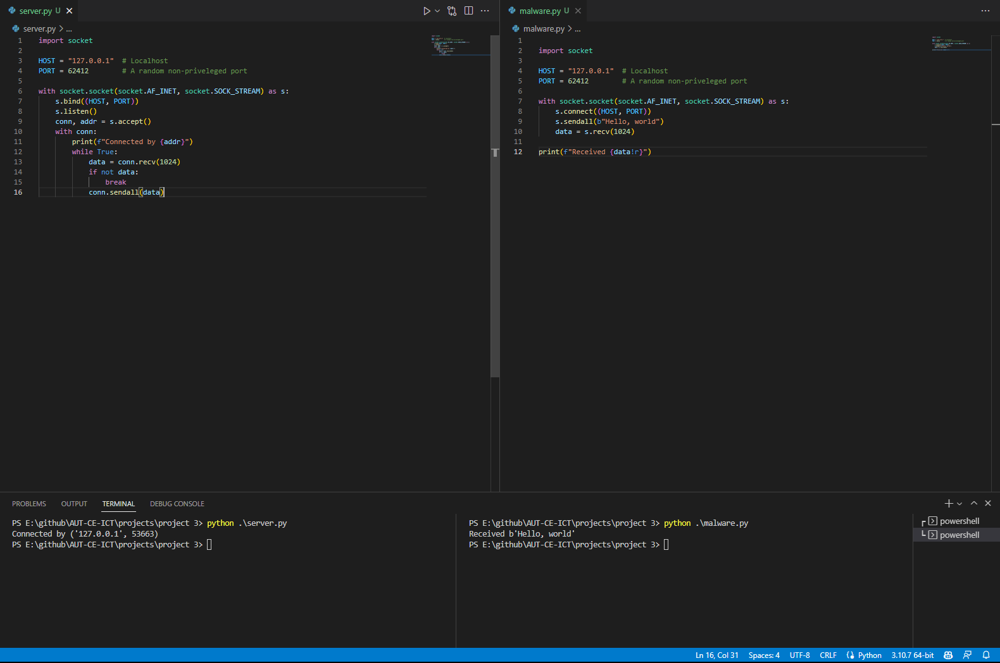 server.py U
server.py > ...
1 import socket
2
3 HOST = "127.0.0.1"  # Localhost
4 PORT = 62412        # A random non-priveleged port
5
6 with socket.socket(socket.AF_INET, socket.SOCK_STREAM) as s:
7     s.bind((HOST, PORT))
8     s.listen()
9     conn, addr = s.accept()
10     with conn:
11         print(f"Connected by {addr}")
12         while True:
13             data = conn.recv(1024)
14             if not data:
15                 break
16             conn.sendall(data)
malware.py U
malware.py > ...
1
2 import socket
3
4 HOST = "127.0.0.1"  # Localhost
5 PORT = 62412        # A random non-priveleged port
6
7 with socket.socket(socket.AF_INET, socket.SOCK_STREAM) as s:
8     s.connect((HOST, PORT))
9     s.sendall(b"Hello, world")
10     data = s.recv(1024)
11
12 print(f"Received {data!r}")
PROBLEMS OUTPUT TERMINAL DEBUG CONSOLE
PS E:\github\AUT-CE-ICT\projects\project 3> python .\server.py
Connected by ('127.0.0.1', 53663)
PS E:\github\AUT-CE-ICT\projects\project 3>
PS E:\github\AUT-CE-ICT\projects\project 3> python .\malware.py
Received b'Hello, world'
PS E:\github\AUT-CE-ICT\projects\project 3>
powershell
powershell
Ln 16, Col 31 Spaces: 4 UTF-8 CRLF Python 3.10.7 64-bit